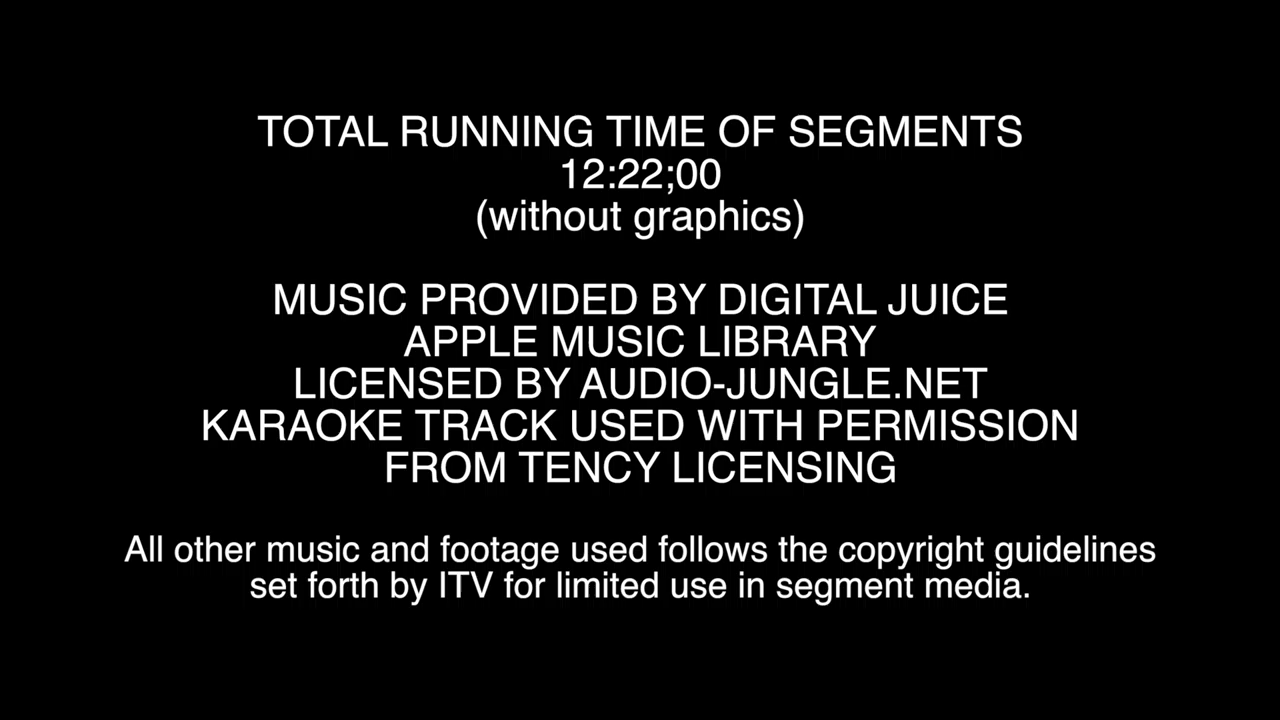 TOTAL RUNNING TIME OF SEGMENTS
12:22;00
(without graphics)
MUSIC PROVIDED BY DIGITAL JUICE
APPLE MUSIC LIBRARY
LICENSED BY AUDIO-JUNGLE.NET
KARAOKE TRACK USED WITH PERMISSION
FROM TENCY LICENSING
All other music and footage used follows the copyright guidelines
set forth by ITV for limited use in segment media.